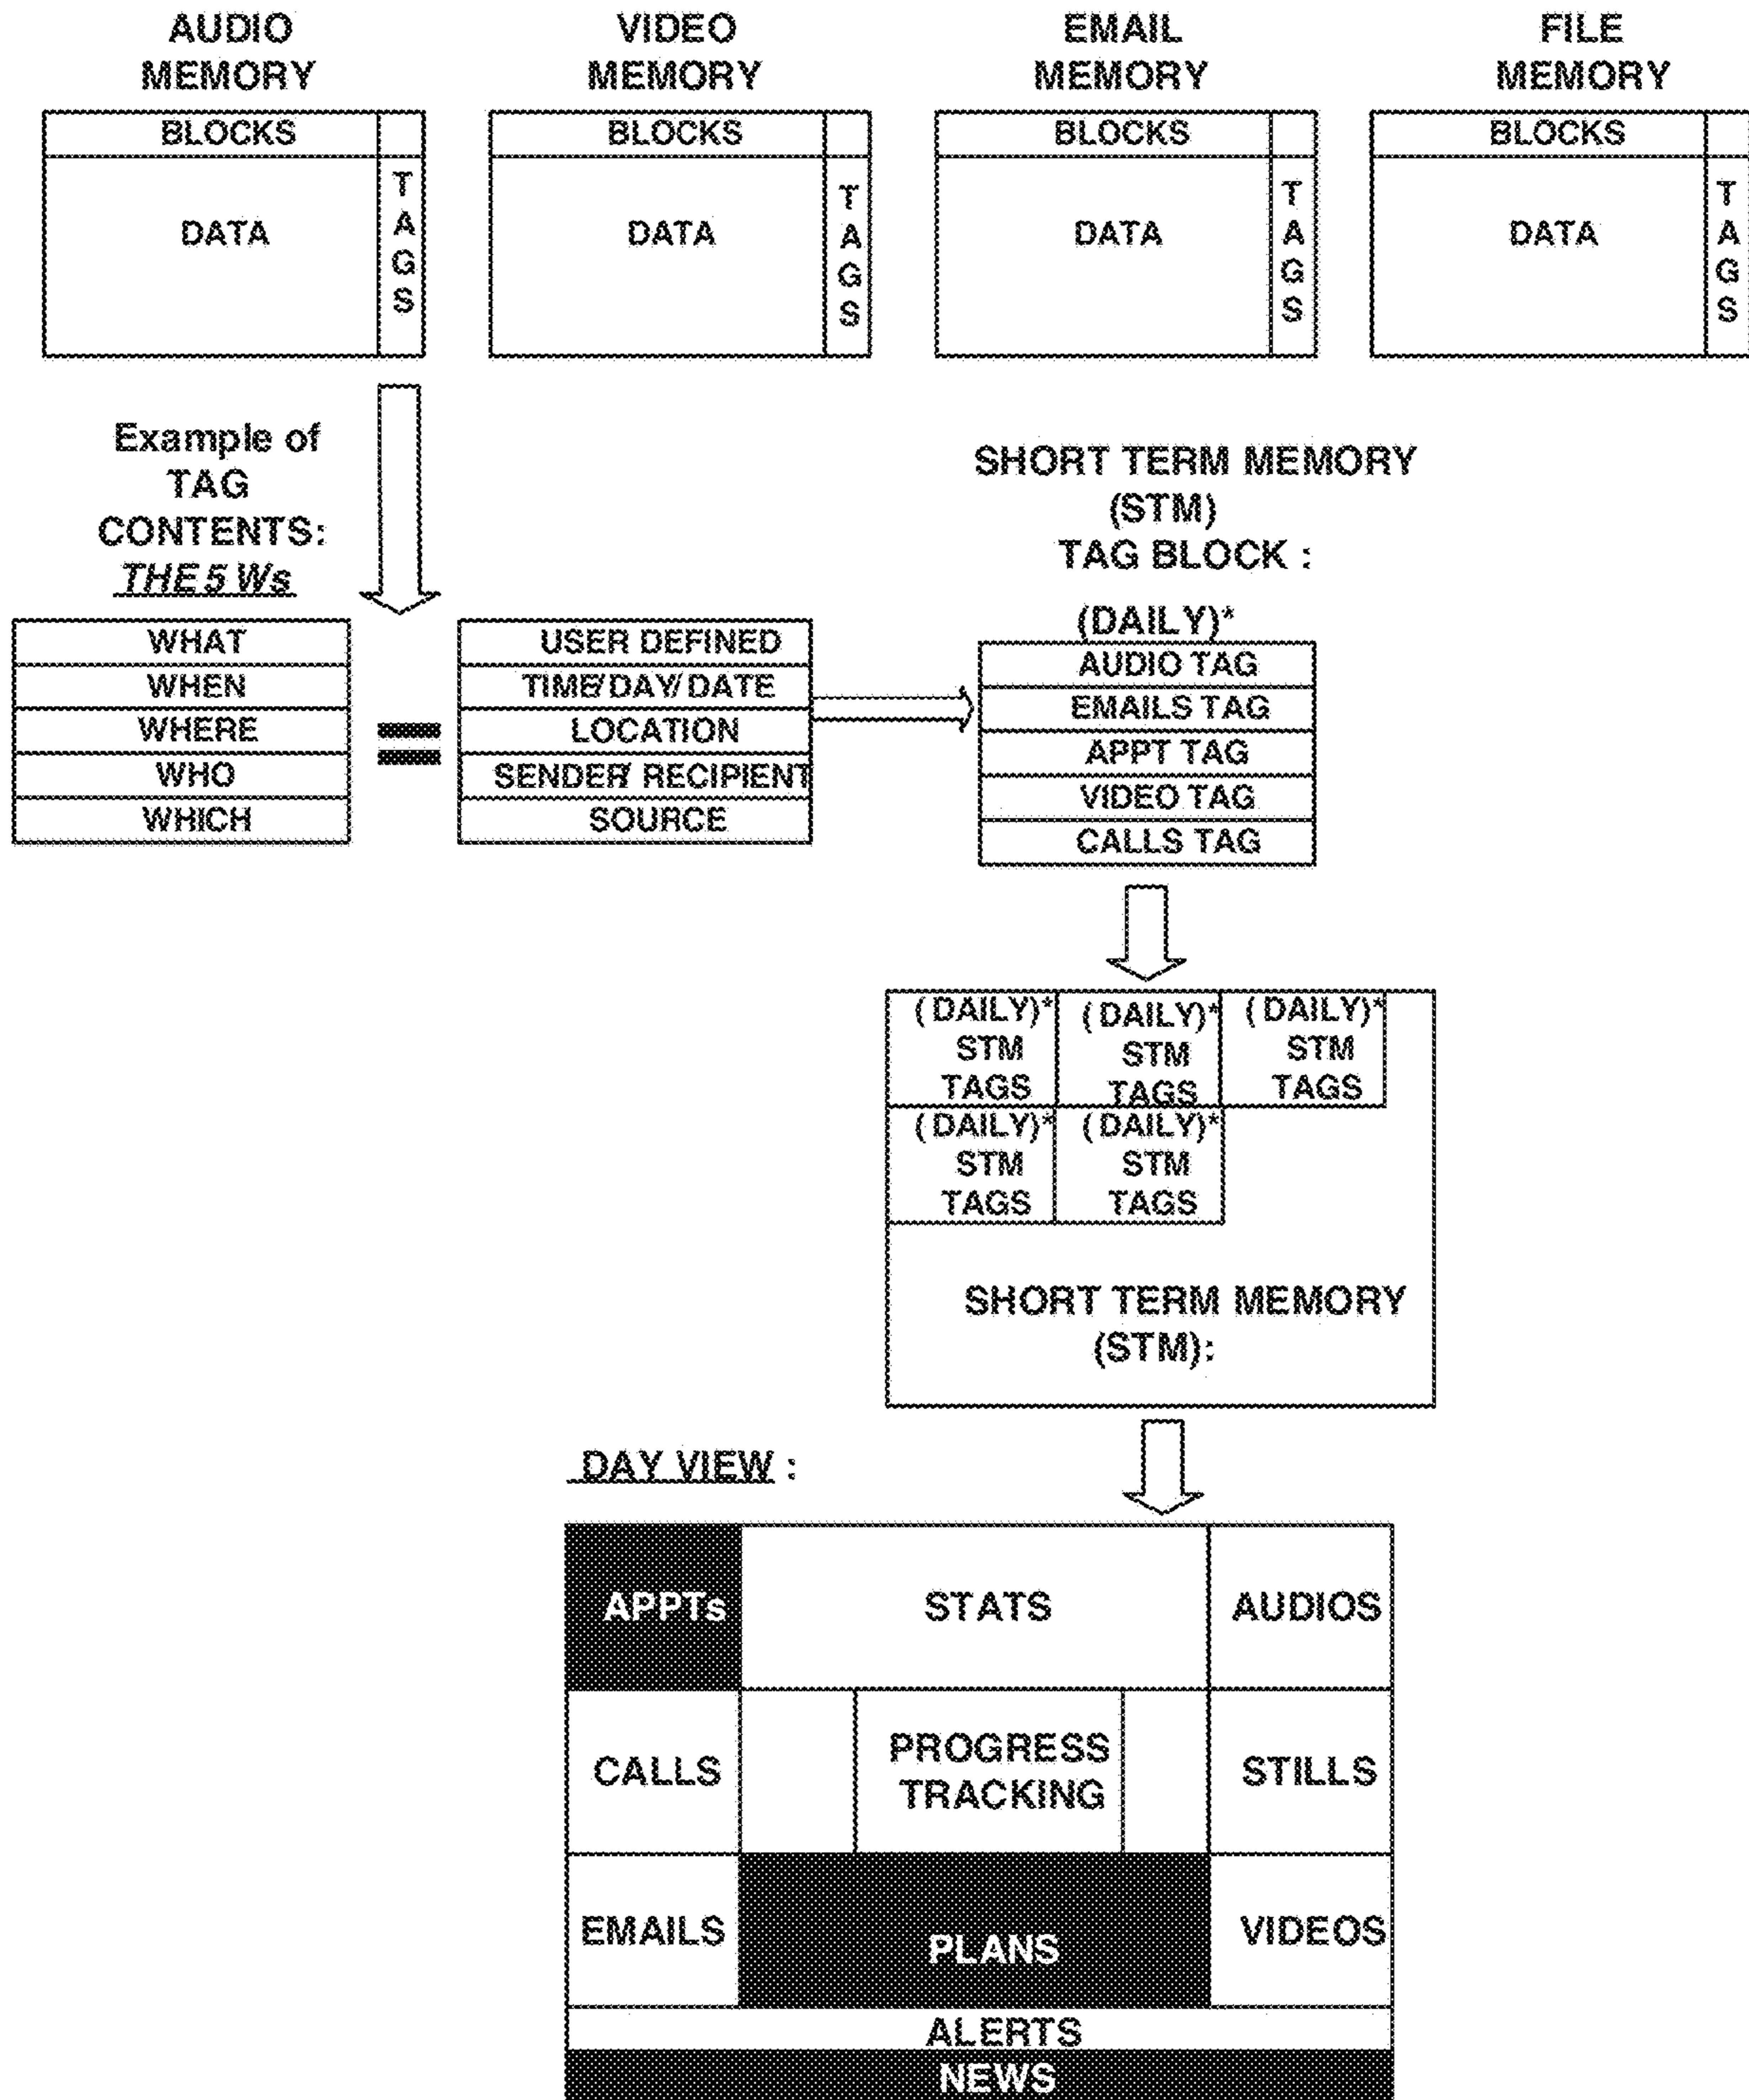 AUDIO
MEMORY
VIDEO
MEMORY
EMAIL
MEMORY
FILE
MEMORY
BLOCKS
DATA
TAGS
BLOCKS
DATA
TAGS
BLOCKS
DATA
TAGS
BLOCKS
DATA
TAGS
Example of
TAG
CONTENTS:
THE 5 Ws
WHAT
WHEN
WHERE
WHO
WHICH
=
USER DEFINED
TIME/DAY/DATE
LOCATION
SENDER/ RECIPIENT
SOURCE
SHORT TERM MEMORY
(STM)
TAG BLOCK :
(DAILY)*
AUDIO TAG
EMAILS TAG
APPT TAG
VIDEO TAG
CALLS TAG
(DAILY)*
STM
TAGS
(DAILY)*
STM
TAGS
(DAILY)*
STM
TAGS
(DAILY)*
STM
TAGS
(DAILY)*
STM
TAGS
SHORT TERM MEMORY
(STM):
DAY VIEW :
APPTs
STATS
AUDIOS
CALLS
PROGRESS
TRACKING
STILLS
EMAILS
PLANS
VIDEOS
ALERTS
NEWS